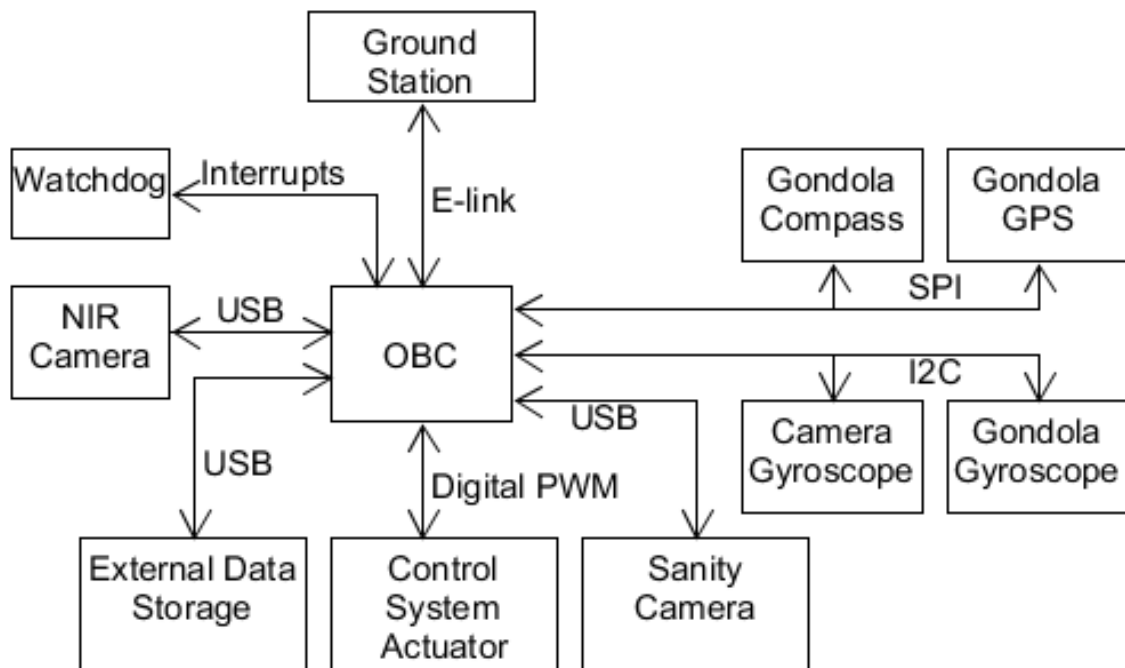 Ground
Station
Watchdog
Interrupts
E-link
Gondola
Compass
Gondola
GPS
SPI
NIR
Camera
USB
OBC
I2C
USB
Camera
Gyroscope
Gondola
Gyroscope
USB
Digital PWM
External Data
Storage
Control
System
Actuator
Sanity
Camera